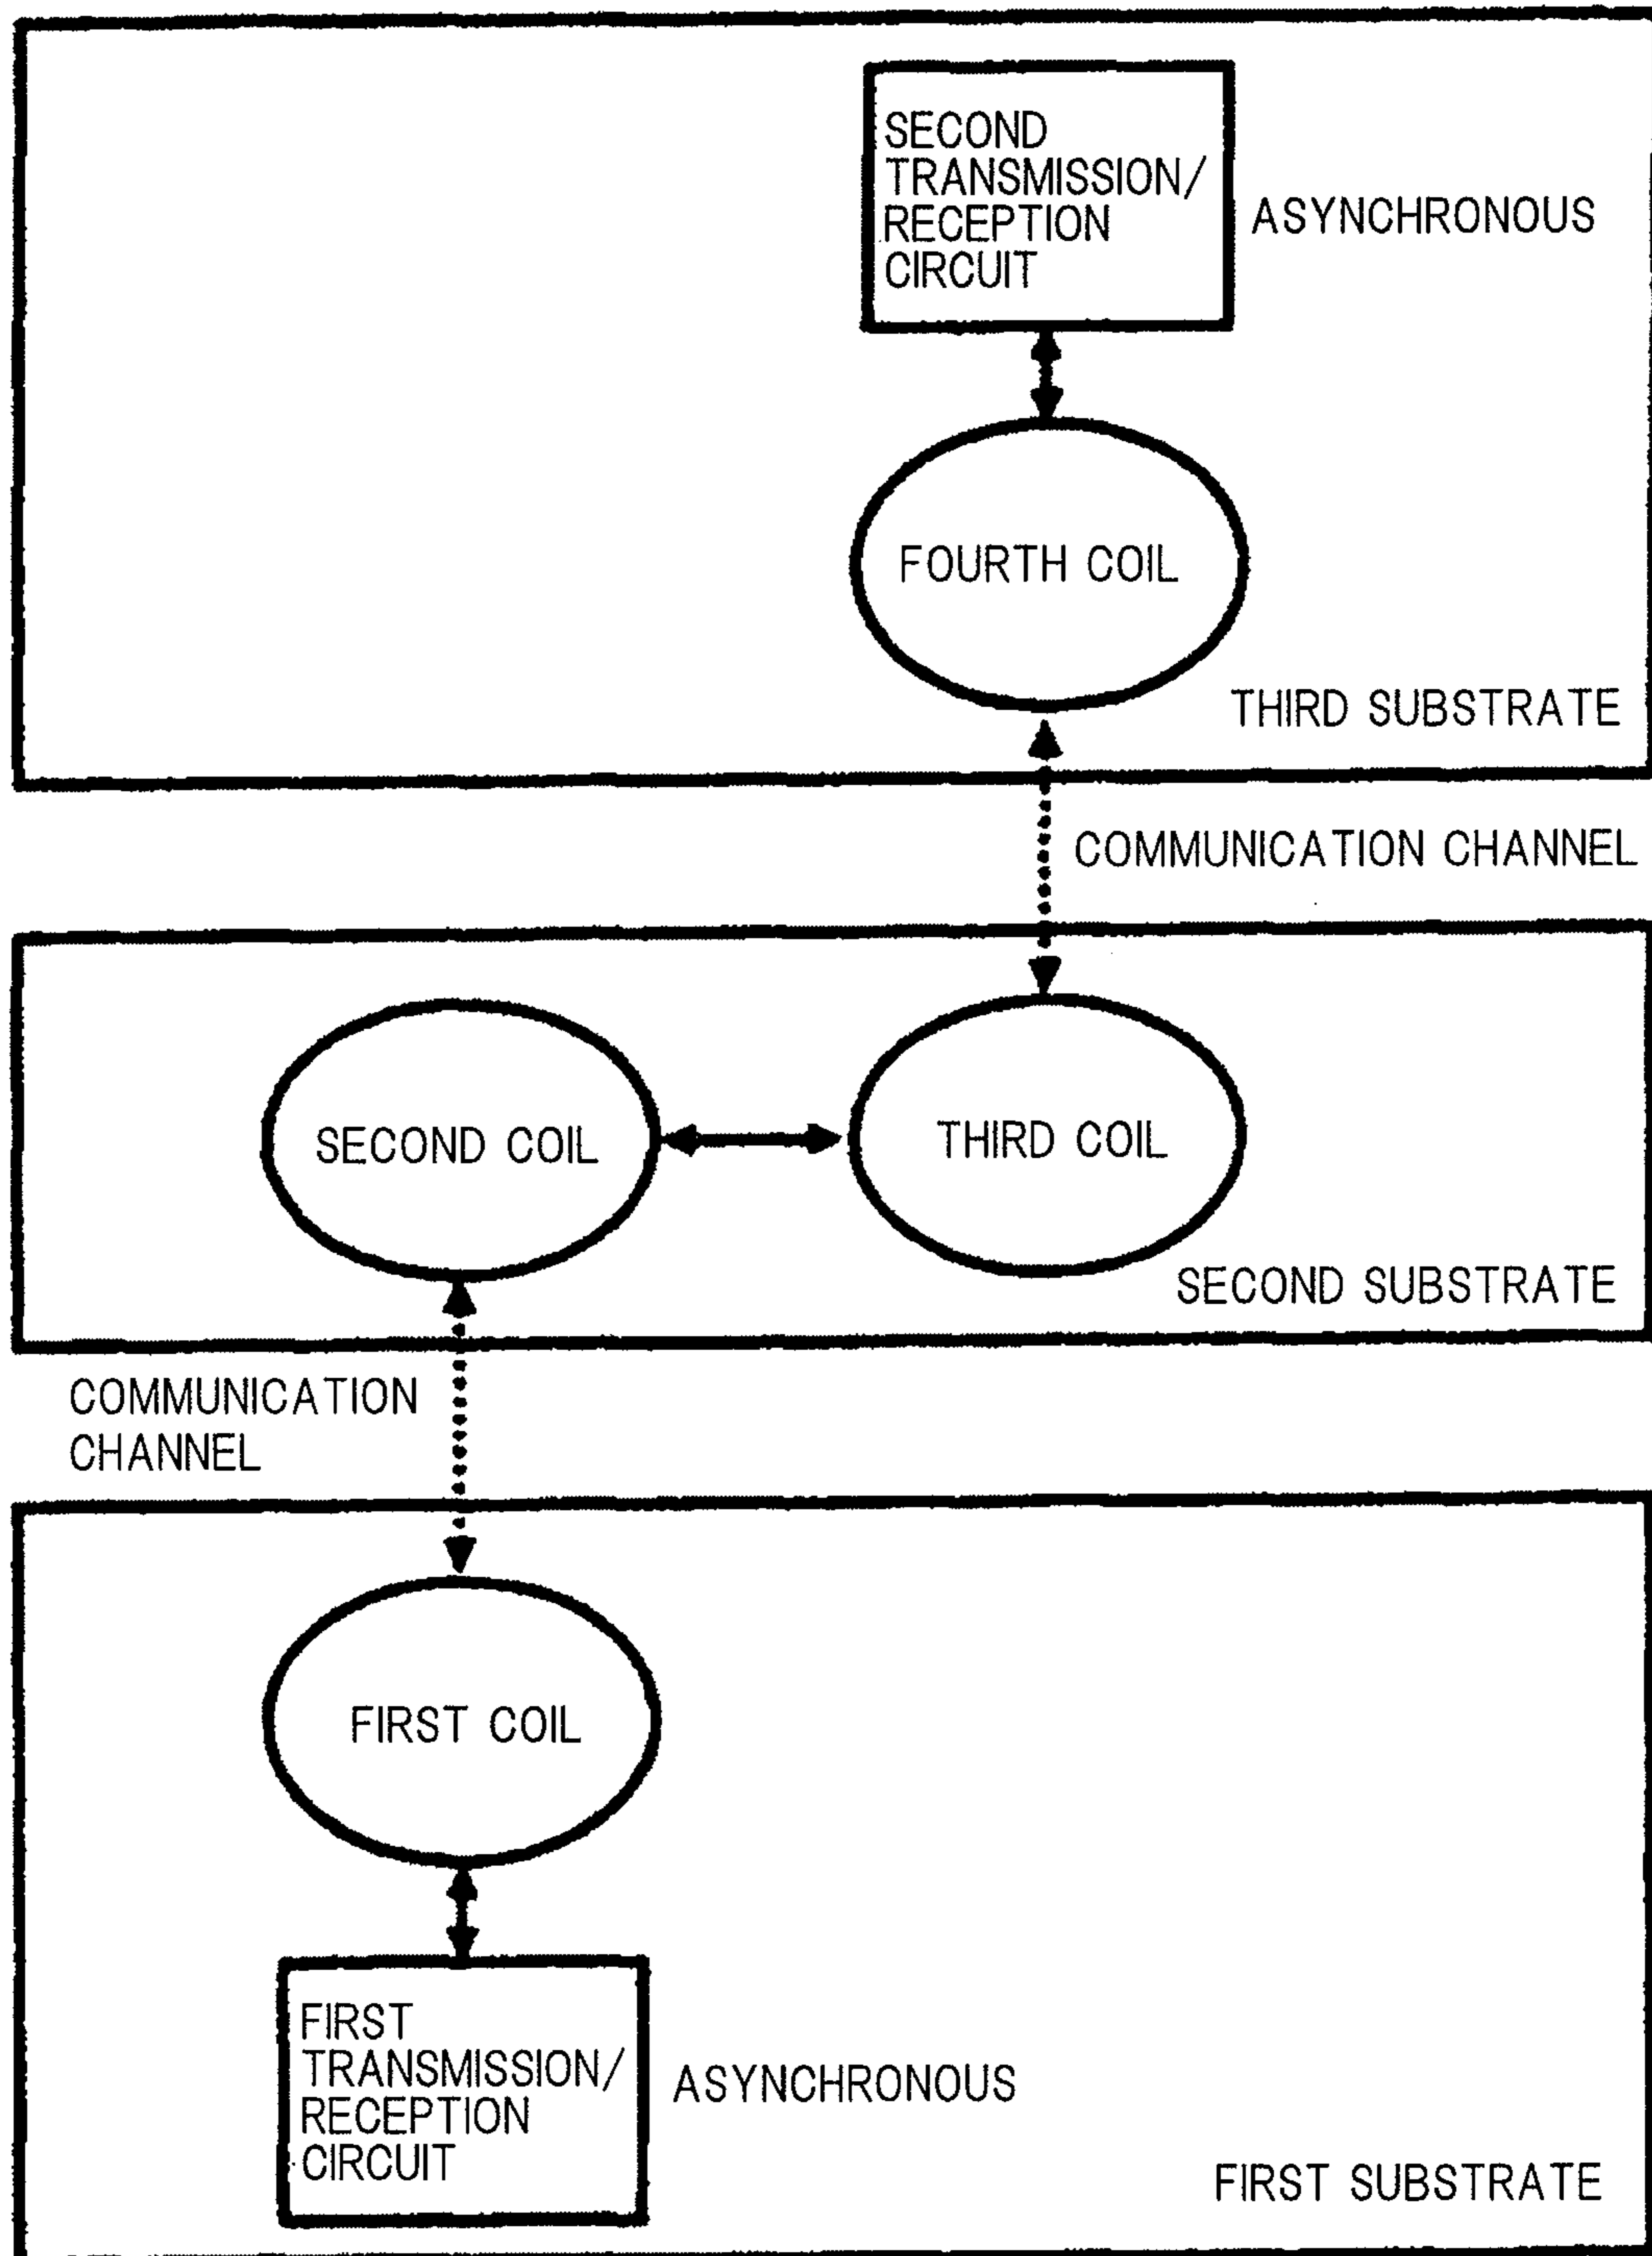 SECOND
TRANSMISSION/
RECEPTION
CIRCUIT
ASYNCHRONOUS
FOURTH COIL
THIRD SUBSTRATE
COMMUNICATION CHANNEL
SECOND COIL
THIRD COIL
SECOND SUBSTRATE
COMMUNICATION
CHANNEL
FIRST COIL
FIRST
TRANSMISSION/
RECEPTION
CIRCUIT
ASYNCHRONOUS
FIRST SUBSTRATE